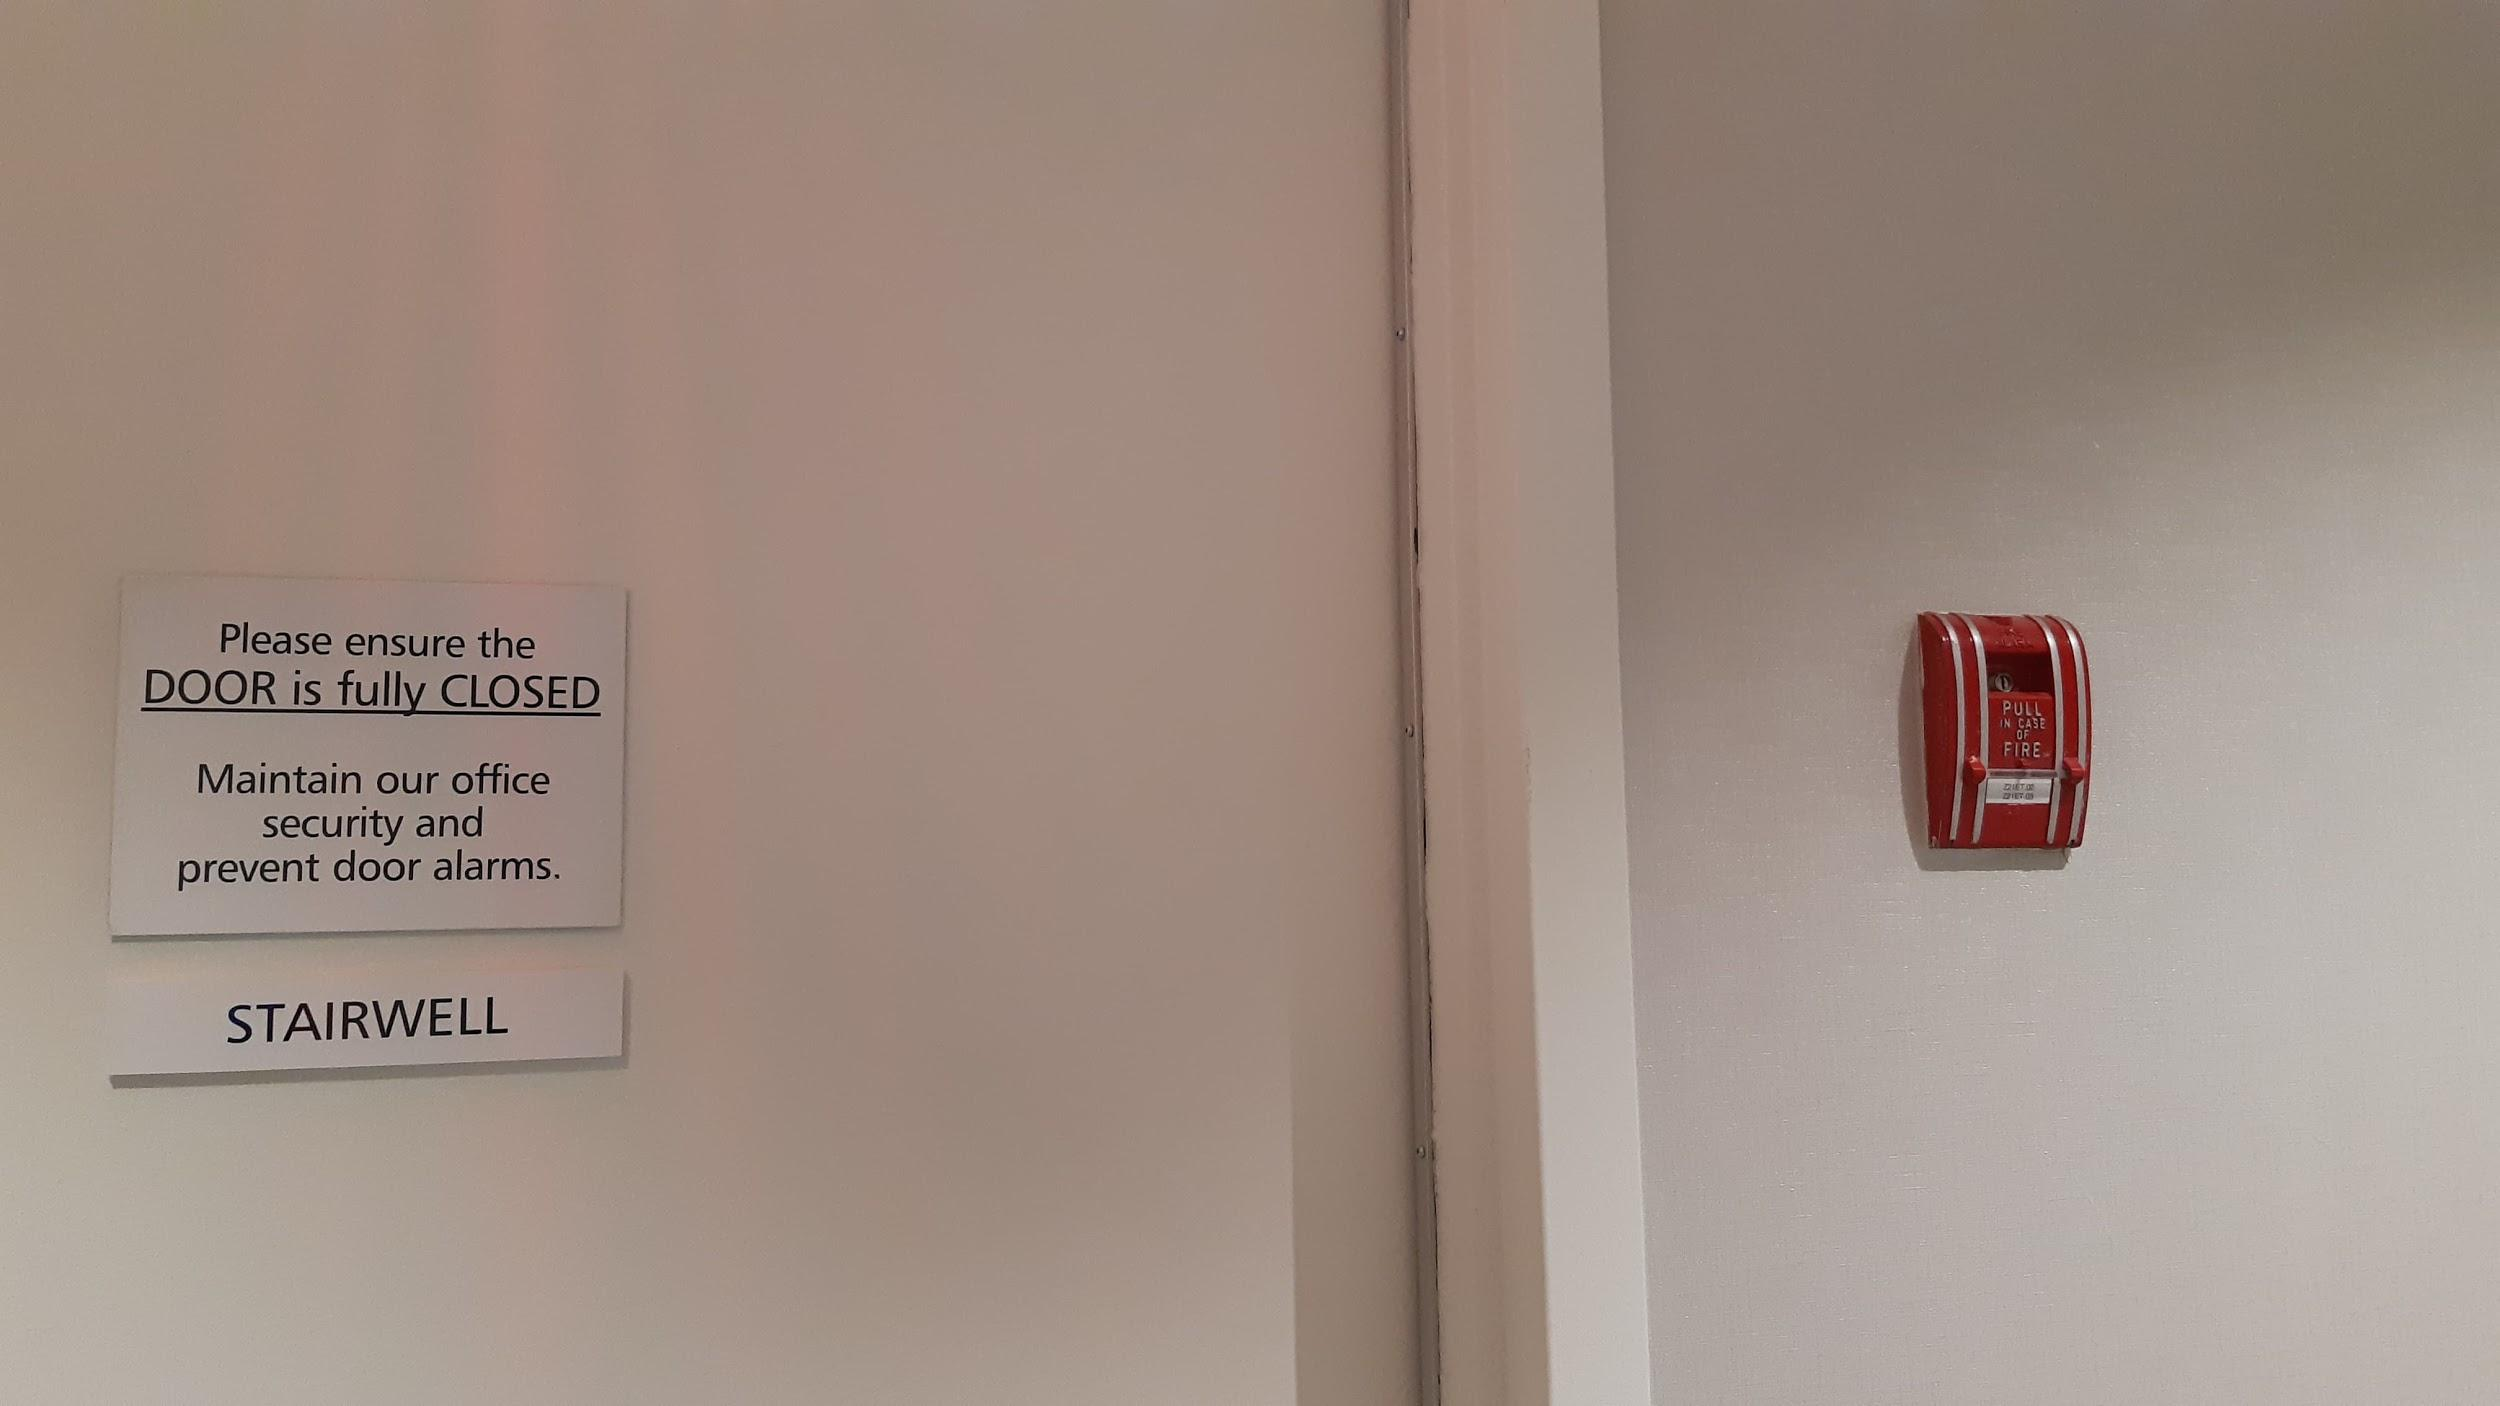 Please ensure the
DOOR is fully CLOSED
Maintain our office
security and
prevent door alarms.
STAIRWELL
PULL
IN CASE
OF
FIRE